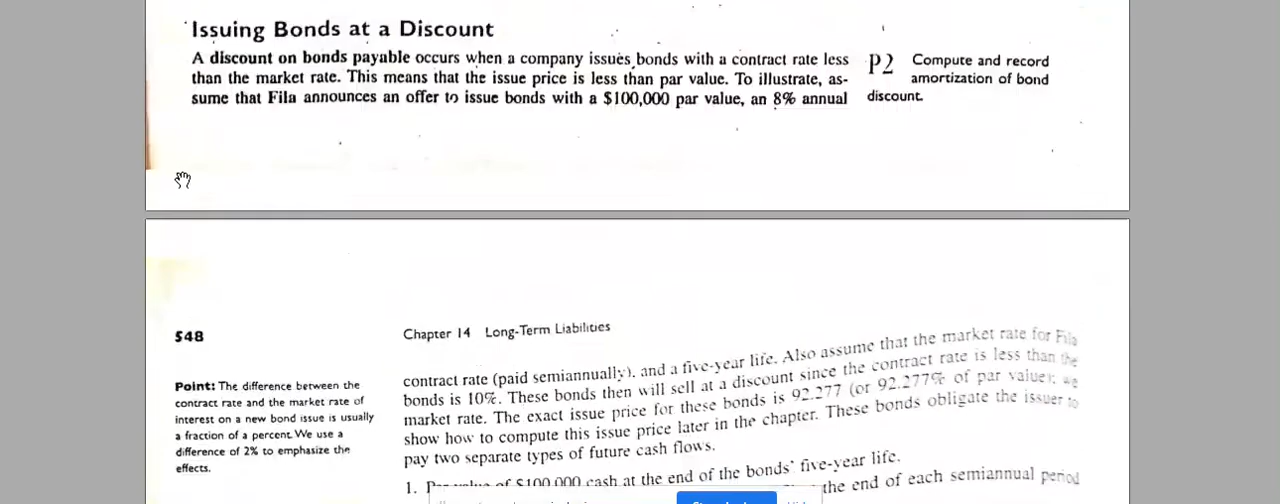 Issuing Bonds at a Discount
A discount on bonds payable occurs when a company issues bonds with a contract rate less
than the market rate. This means that the issue price is less than par value. To illustrate, as-
sume that Fila announces an offer to issue bonds with a $100,000 par value, an 8% annual
P2 Compute and record
amortization of bond
discount.
548
Chapter 14 Long-Term Liabilities
Point: The difference between the
contract rate and the market rate of
interest on a new bond issue is usually
a fraction of a percent. We use a
difference of 2% to emphasize the
effects.
contract rate (paid semiannually), and a five-year life. Also assume that the market rate for Fila
bonds is 10%. These bonds then will sell at a discount since the contract rate is less than the
market rate. The exact issue price for these bonds is 92.277 (or 92.277% of par value); we
show how to compute this issue price later in the chapter. These bonds obligate the issuer to
pay two separate types of future cash flows.
1. Par value of $100,000 cash at the end of the bonds' five-year life.
the end of each semiannual period